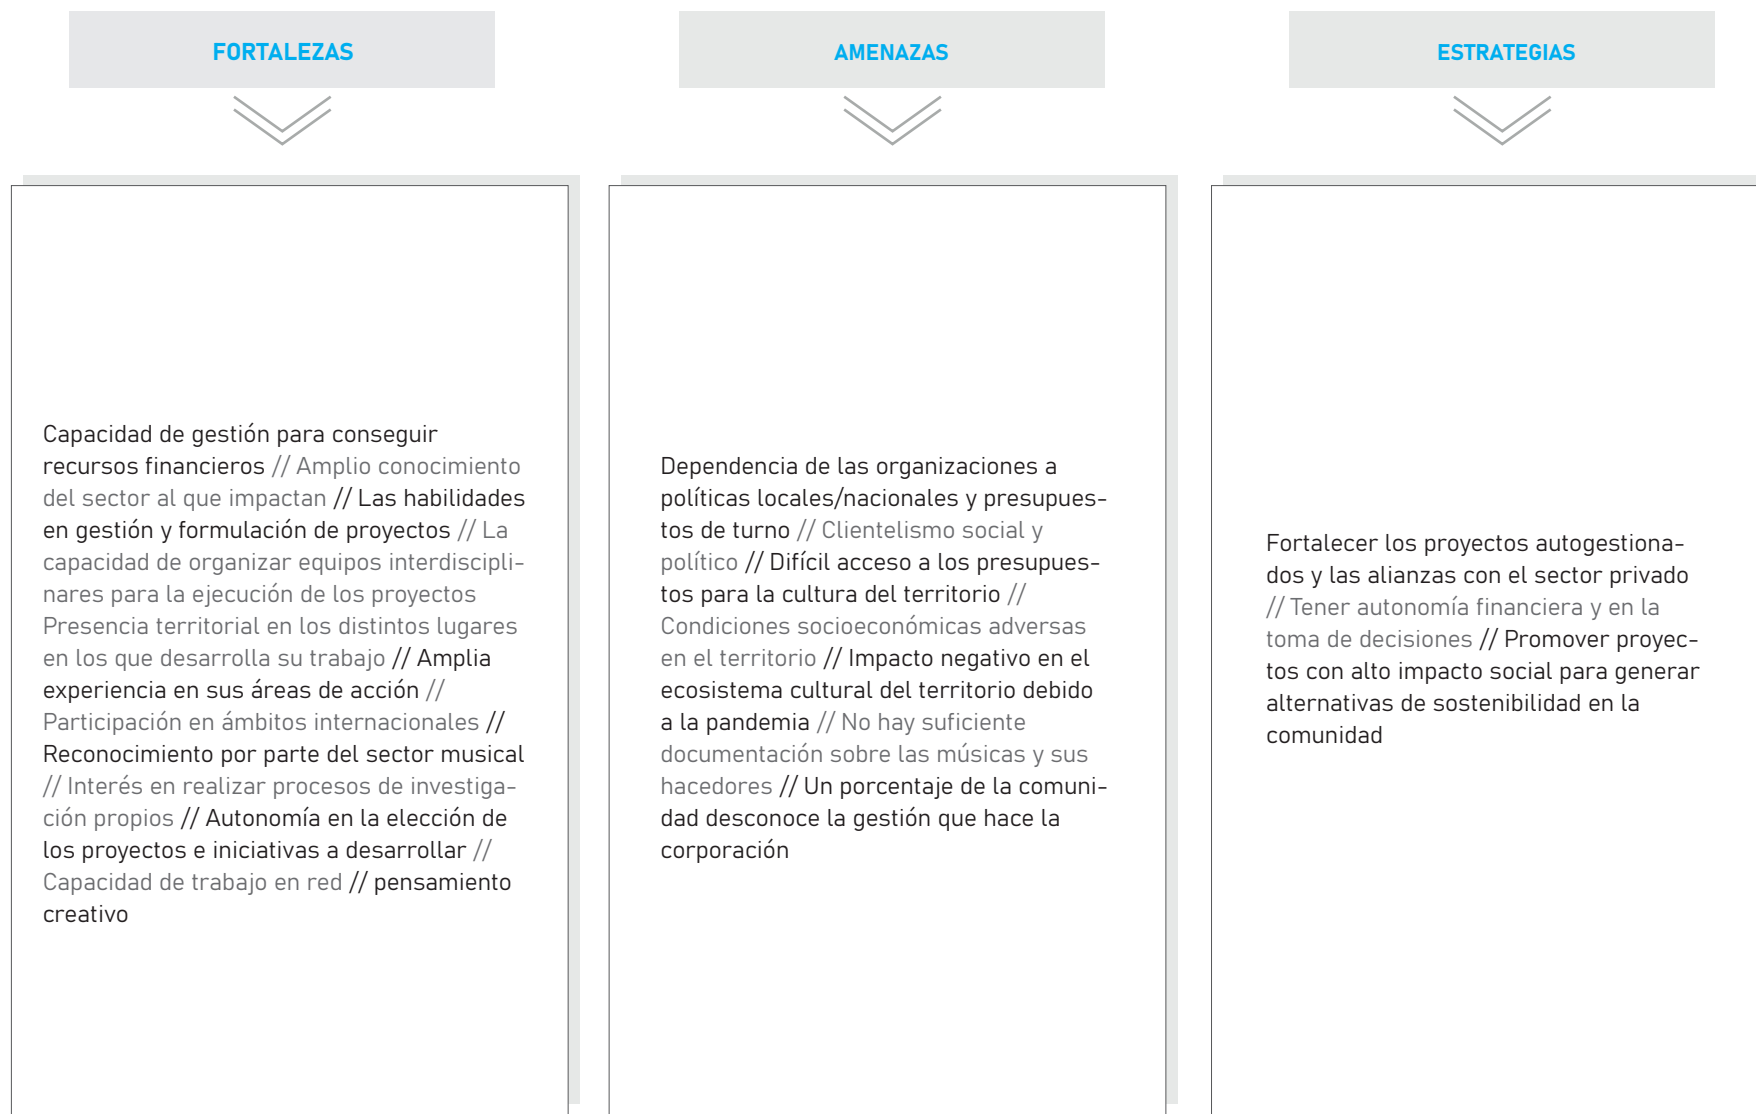 FORTALEZAS
Capacidad de gestión para conseguir
recursos financieros // Amplio conocimiento
del sector al que impactan // Las habilidades
en gestión y formulación de proyectos // La
capacidad de organizar equipos interdiscipli-
nares para la ejecución de los proyectos
Presencia territorial en los distintos lugares
en los que desarrolla su trabajo // Amplia
experiencia en sus áreas de acción //
Participación en ámbitos internacionales //
Reconocimiento por parte del sector musical
// Interés en realizar procesos de investiga-
ción propios // Autonomía en la elección de
los proyectos e iniciativas a desarrollar //
Capacidad de trabajo en red // pensamiento
creativo
AMENAZAS
Dependencia de las organizaciones a
políticas locales/nacionales y presupues-
tos de turno // Clientelismo social y
político // Difícil acceso a los presupues-
tos para la cultura del territorio //
Condiciones socioeconómicas adversas
en el territorio // Impacto negativo en el
ecosistema cultural del territorio debido
a la pandemia // No hay suficiente
documentación sobre las músicas y sus
hacedores // Un porcentaje de la comuni-
dad desconoce la gestión que hace la
corporación
ESTRATEGIAS
Fortalecer los proyectos autogestiona-
dos y las alianzas con el sector privado
// Tener autonomía financiera y en la
toma de decisiones // Promover proyec-
tos con alto impacto social para generar
alternativas de sostenibilidad en la
comunidad